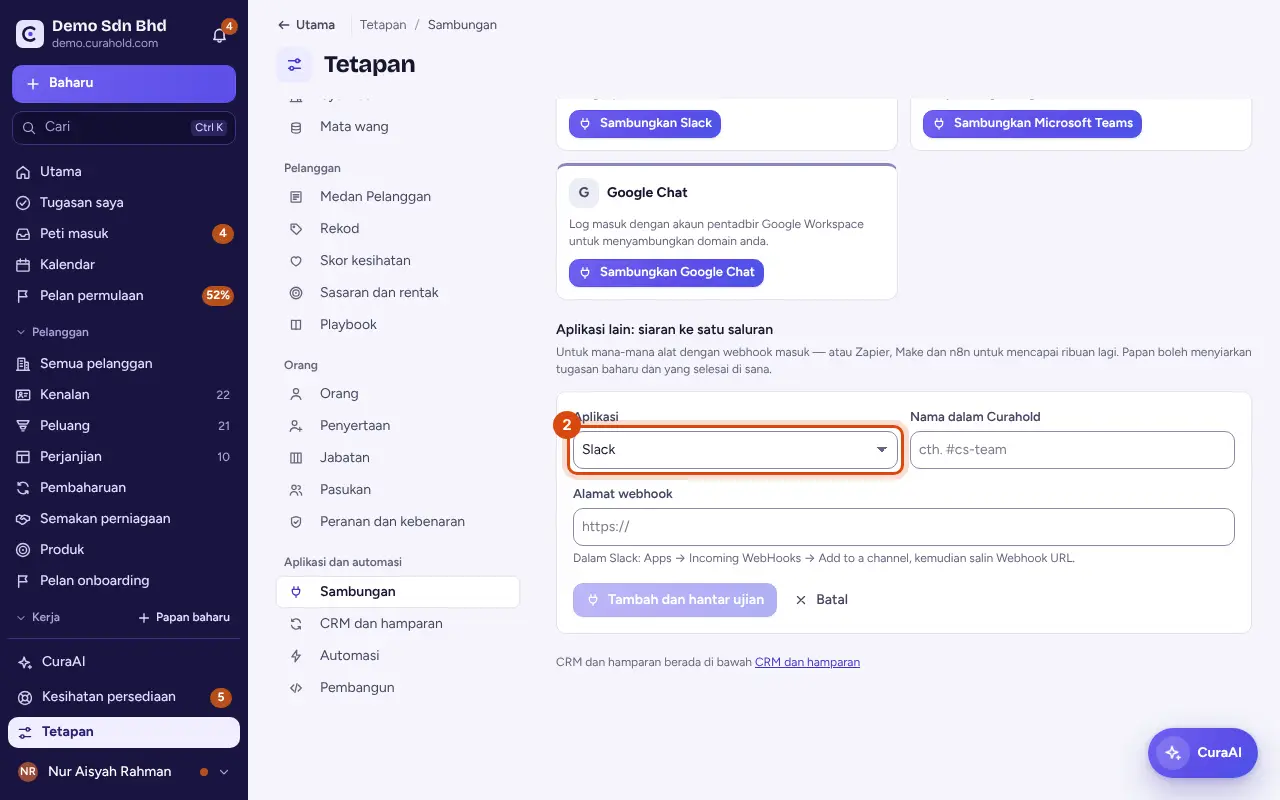 Demo Sdn Bhd
demo.curahold.com
4
Baharu
Cari
Ctrl K
Utama
Tugasan saya
Peti masuk
4
Kalendar
Pelan permulaan
52%
Pelanggan
Semua pelanggan
Kenalan
22
Peluang
21
Perjanjian
10
Pembaharuan
Semakan perniagaan
Produk
Pelan onboarding
Kerja
Papan baharu
CuraAI
Kesihatan persediaan
5
Tetapan
NR
Nur Aisyah Rahman
Utama
Tetapan / Sambungan
Tetapan
Mata wang
Pelanggan
Medan Pelanggan
Rekod
Skor kesihatan
Sasaran dan rentak
Playbook
Orang
Orang
Penyertaan
Jabatan
Pasukan
Peranan dan kebenaran
Aplikasi dan automasi
Sambungan
CRM dan hamparan
Automasi
Pembangun
Sambungkan Slack
Sambungkan Microsoft Teams
G
Google Chat
Log masuk dengan akaun pentadbir Google Workspace
untuk menyambungkan domain anda.
Sambungkan Google Chat
Aplikasi lain: siaran ke satu saluran
Untuk mana-mana alat dengan webhook masuk — atau Zapier, Make dan n8n untuk mencapai ribuan lagi. Papan boleh menyiarkan
tugasan baharu dan yang selesai di sana.
2
Aplikasi
Slack
Nama dalam Curahold
cth. #cs-team
Alamat webhook
https://
Dalam Slack: Apps → Incoming WebHooks → Add to a channel, kemudian salin Webhook URL.
Tambah dan hantar ujian
Batal
CRM dan hamparan berada di bawah CRM dan hamparan
CuraAI